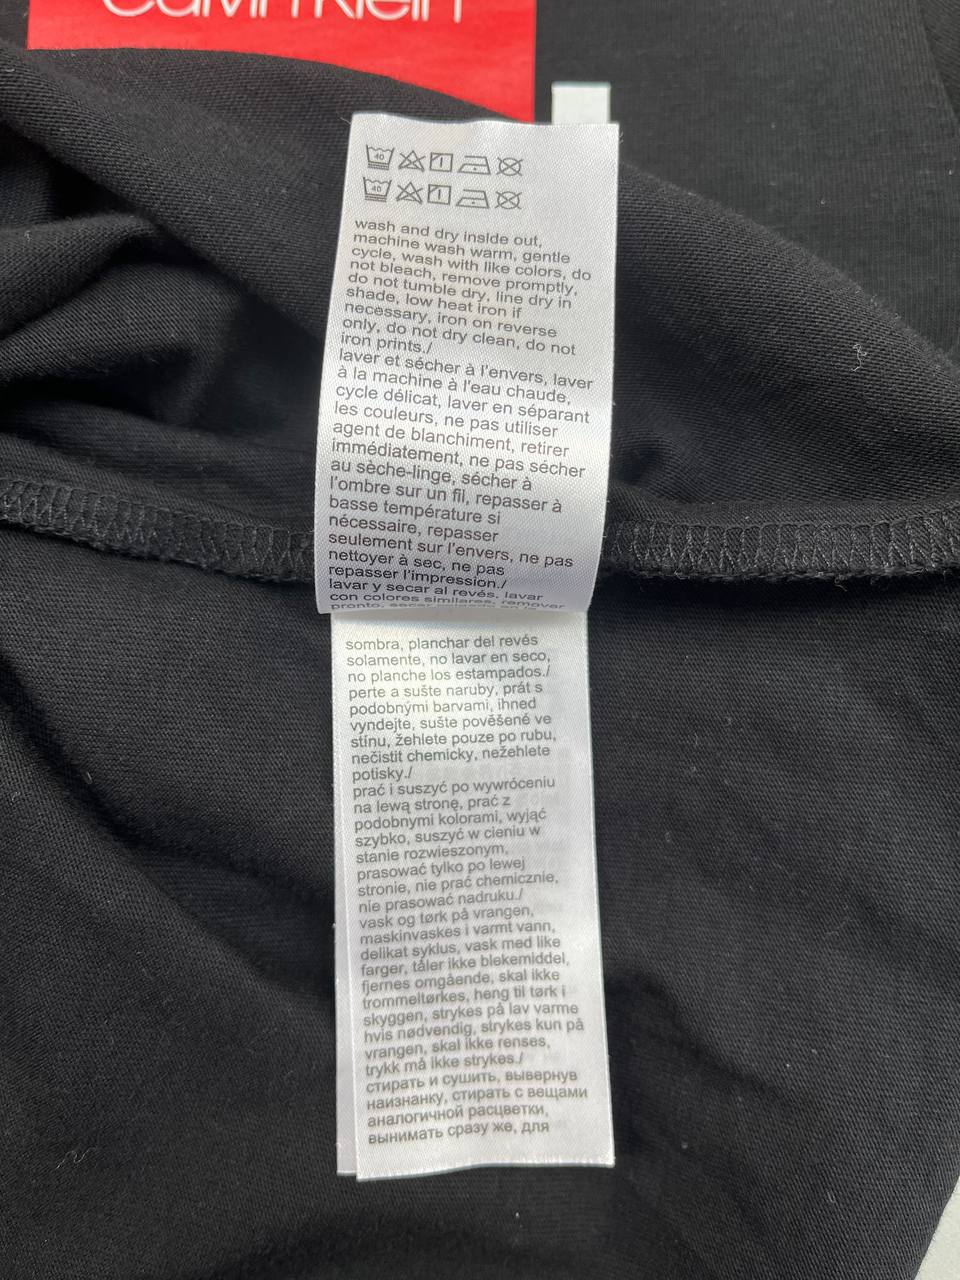 Calvin Klein
40
40
wash and dry inside out,
machine wash warm, gentle
cycle, wash with like colors, do
not bleach, remove promptly,
do not tumble dry, line dry in
shade, low heat iron if
necessary, iron on reverse
only, do not dry clean, do not
iron prints./
laver et sécher à l'envers, laver
à la machine à l'eau chaude,
cycle délicat, laver en séparant
les couleurs, ne pas utiliser
agent de blanchiment, retirer
immédiatement, ne pas sécher
au sèche-linge, sécher à
l'ombre sur un fil, repasser à
basse température si
nécessaire, repasser
seulement sur l'envers, ne pas
nettoyer à sec, ne pas
repasser l'impression./
lavar y secar al revés. lavar
con colores similares, remover
pronto, secar
sombra, planchar del revés
solamente, no lavar en seco,
no planche los estampados./
perte a sušte naruby, prát s
podobnými barvami, ihned
vyndejte, sušte pověšené ve
stínu, žehlete pouze po rubu,
nečistit chemicky, nežehlete
potisky./
prać i suszyć po wywróceniu
na lewą stronę, prać z
podobnymi kolorami, wyjąć
szybko, suszyć w cieniu w
stanie rozwieszonym,
prasować tylko po lewej
stronie, nie prać chemicznie,
nie prasować nadruku./
vask og tørk på vrangen,
maskinvaskes i varmt vann,
delikat syklus, vask med like
farger, tåler ikke blekemiddel,
fjernes omgående, skal ikke
trommeltørkes, heng til tørk i
skyggen, strykes på lav varme
hvis nødvendig, strykes kun på
vrangen, skal ikke renses,
trykk må ikke strykes./
стирать и сушить, вывернув
наизнанку, стирать с вещами
аналогичной расцветки,
вынимать сразу же, для